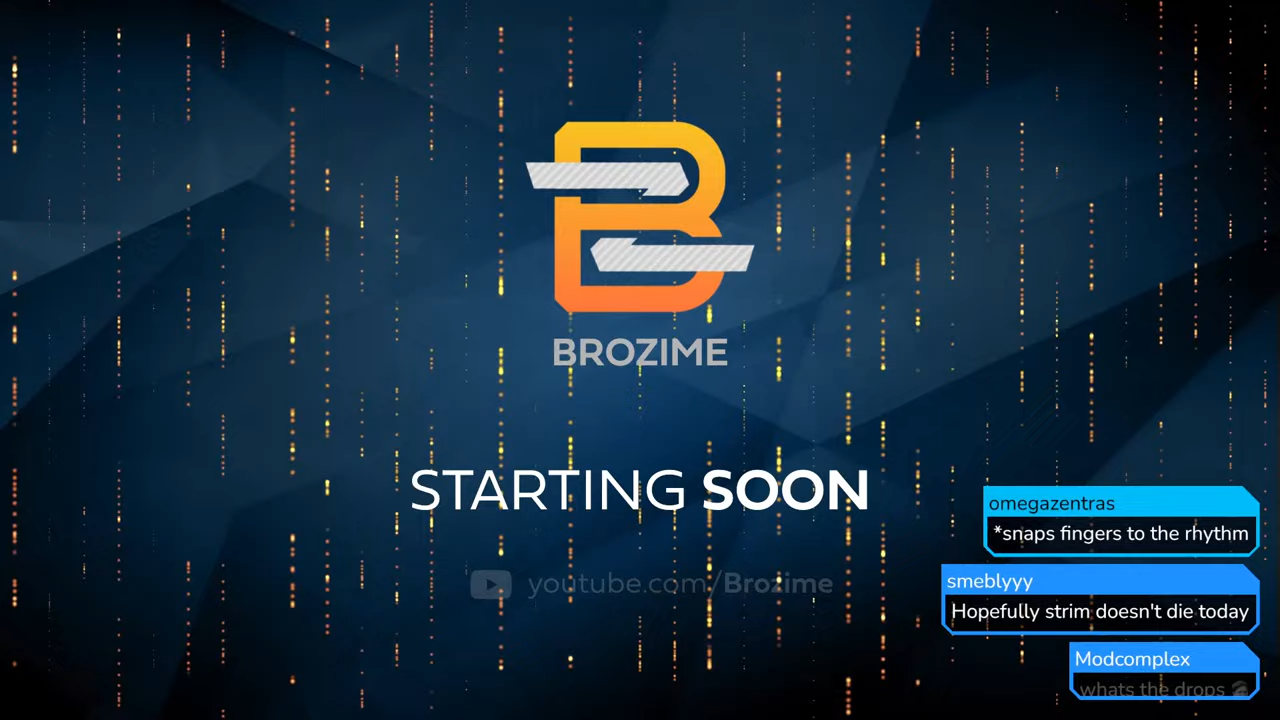 BROZIME
STARTING SOON
youtube.com/Brozime
omegazentras
*snaps fingers to the rhythm
smeblyyy
Hopefully strim doesn't die today
Modcomplex
whats the drops